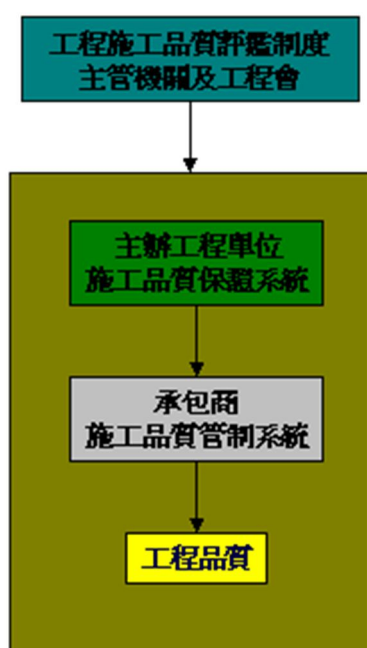 工程施工品質評鑑制度
主管機關及工程會
主辦工程單位
施工品質保證系統
承包商
施工品質管制系統
工程品質